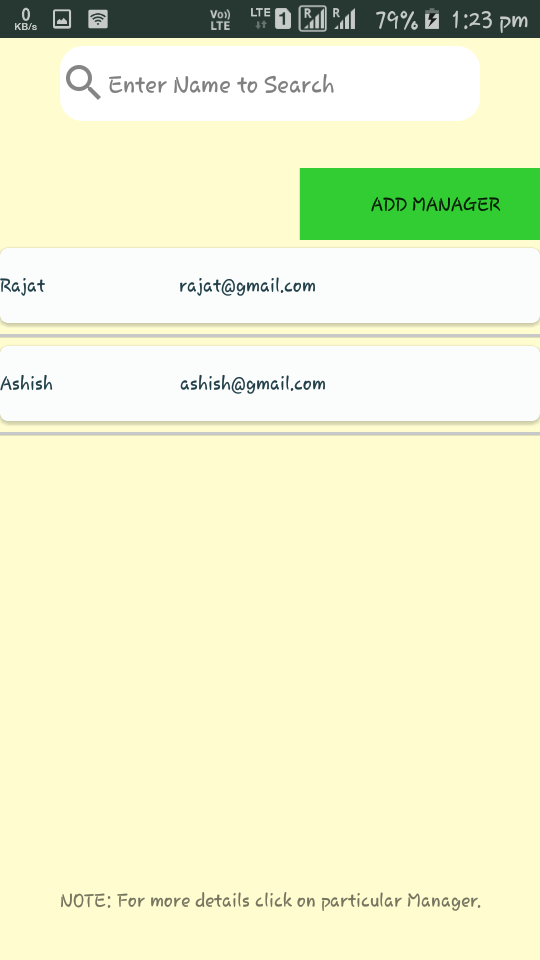 0 KB/s Vo)) LTE LTE 1 R R 79% 1:23 pm
Enter Name to Search
ADD MANAGER
Rajat rajat@gmail.com
Ashish ashish@gmail.com
NOTE: For more details click on particular Manager.